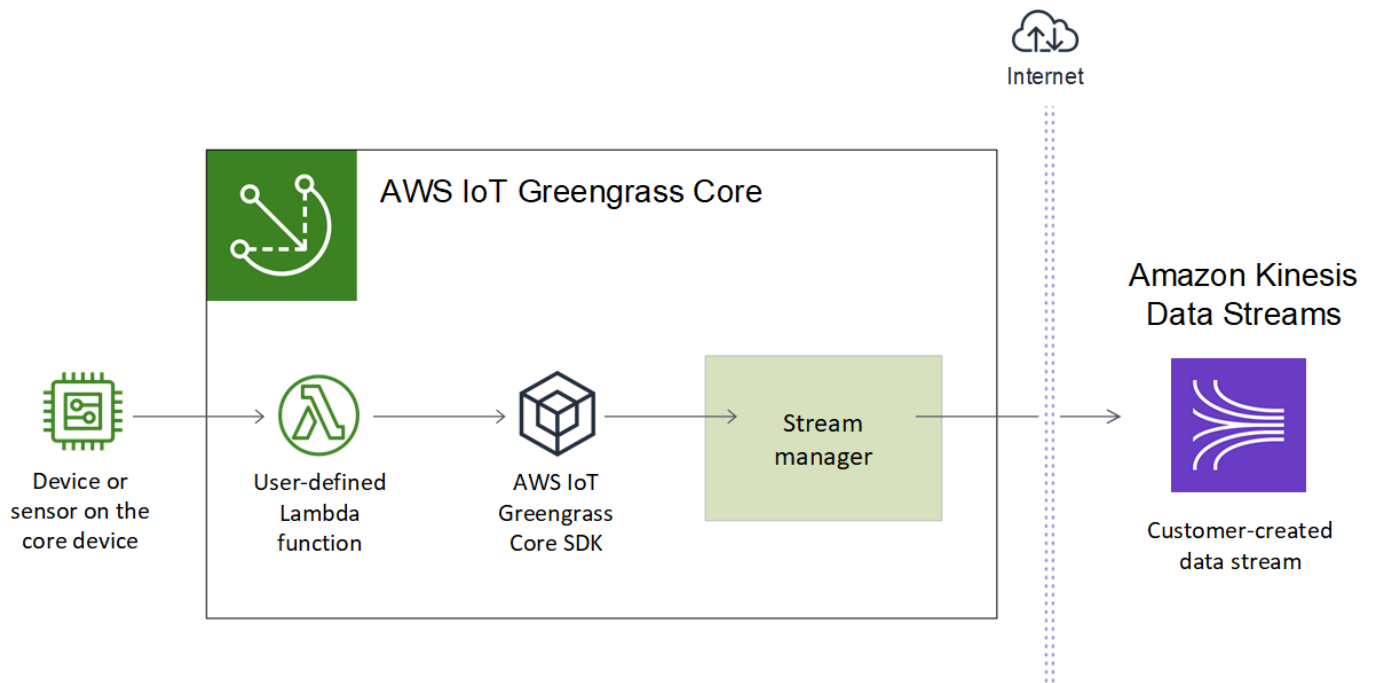 Internet
AWS IoT Greengrass Core
Amazon Kinesis
Data Streams
Device or
sensor on the
core device
User-defined
Lambda
function
AWS IoT
Greengrass
Core SDK
Stream
manager
Customer-created
data stream